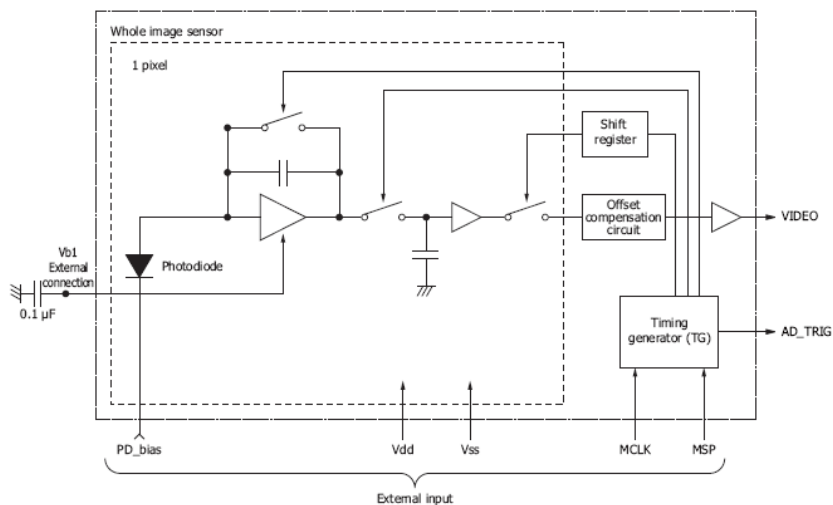 Whole image sensor
1 pixel
Shift
register
Offset
compensation
circuit
VIDEO
Vb1
External
connection
Photodiode
0.1 µF
Timing
generator (TG)
AD_TRIG
PD_bias
Vdd
Vss
MCLK
MSP
External input